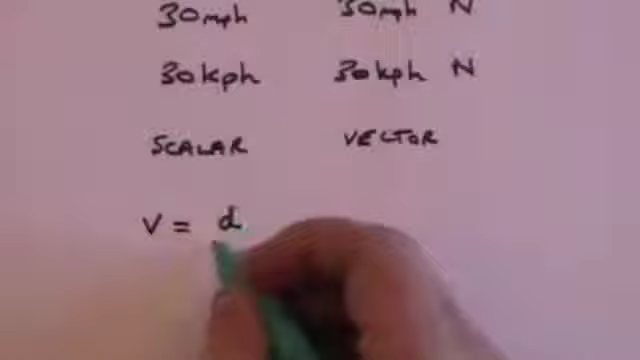 30mph 30mph N
30kph 30kph N
SCALAR VECTOR
V = d